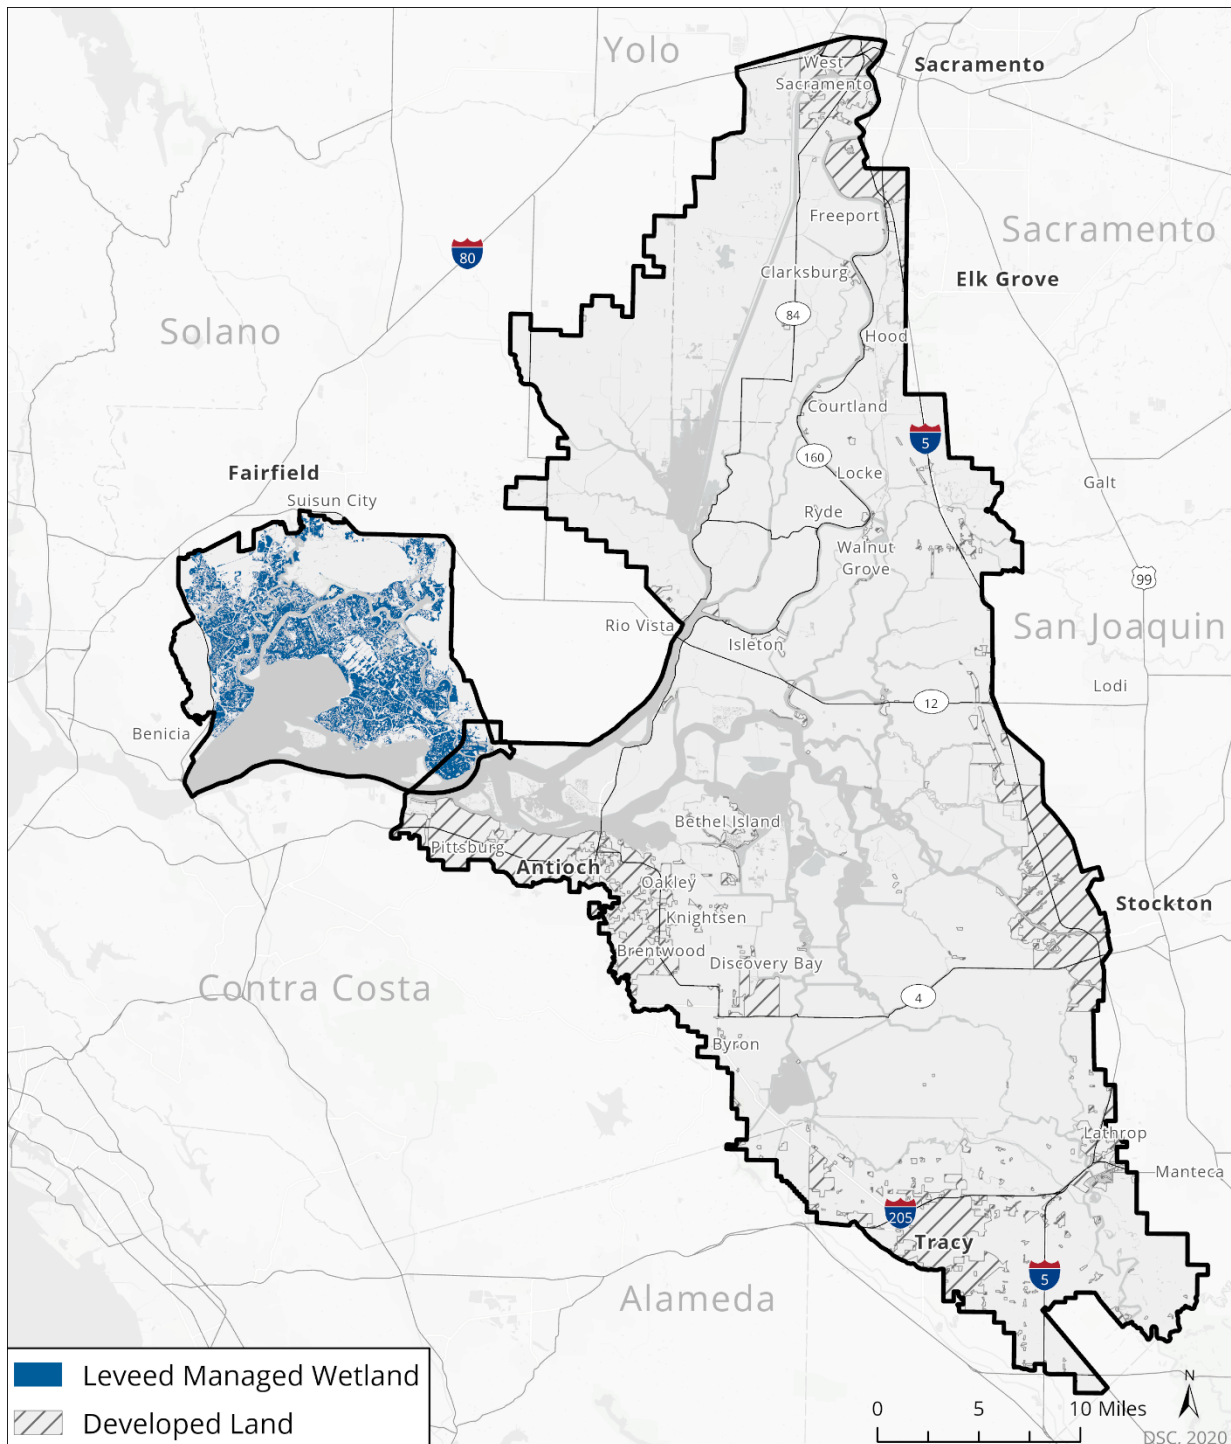 Yolo
West
Sacramento
Sacramento
Freeport
Sacramento
80
Clarksburg
Elk Grove
84
Solano
Hood
Courtland
5
160
Fairfield
Locke
Galt
Suisun City
Ryde
Walnut
Grove
99
Rio Vista
San Joaquin
Isleton
Lodi
12
Benicia
Bethel Island
Pittsburg
Antioch
Oakley
Stockton
Knightsen
Brentwood
Discovery Bay
Contra Costa
4
Byron
Lathrop
Manteca
205
Tracy
5
Alameda
Leveed Managed Wetland
Developed Land
N
0 5 10 Miles
DSC, 2020